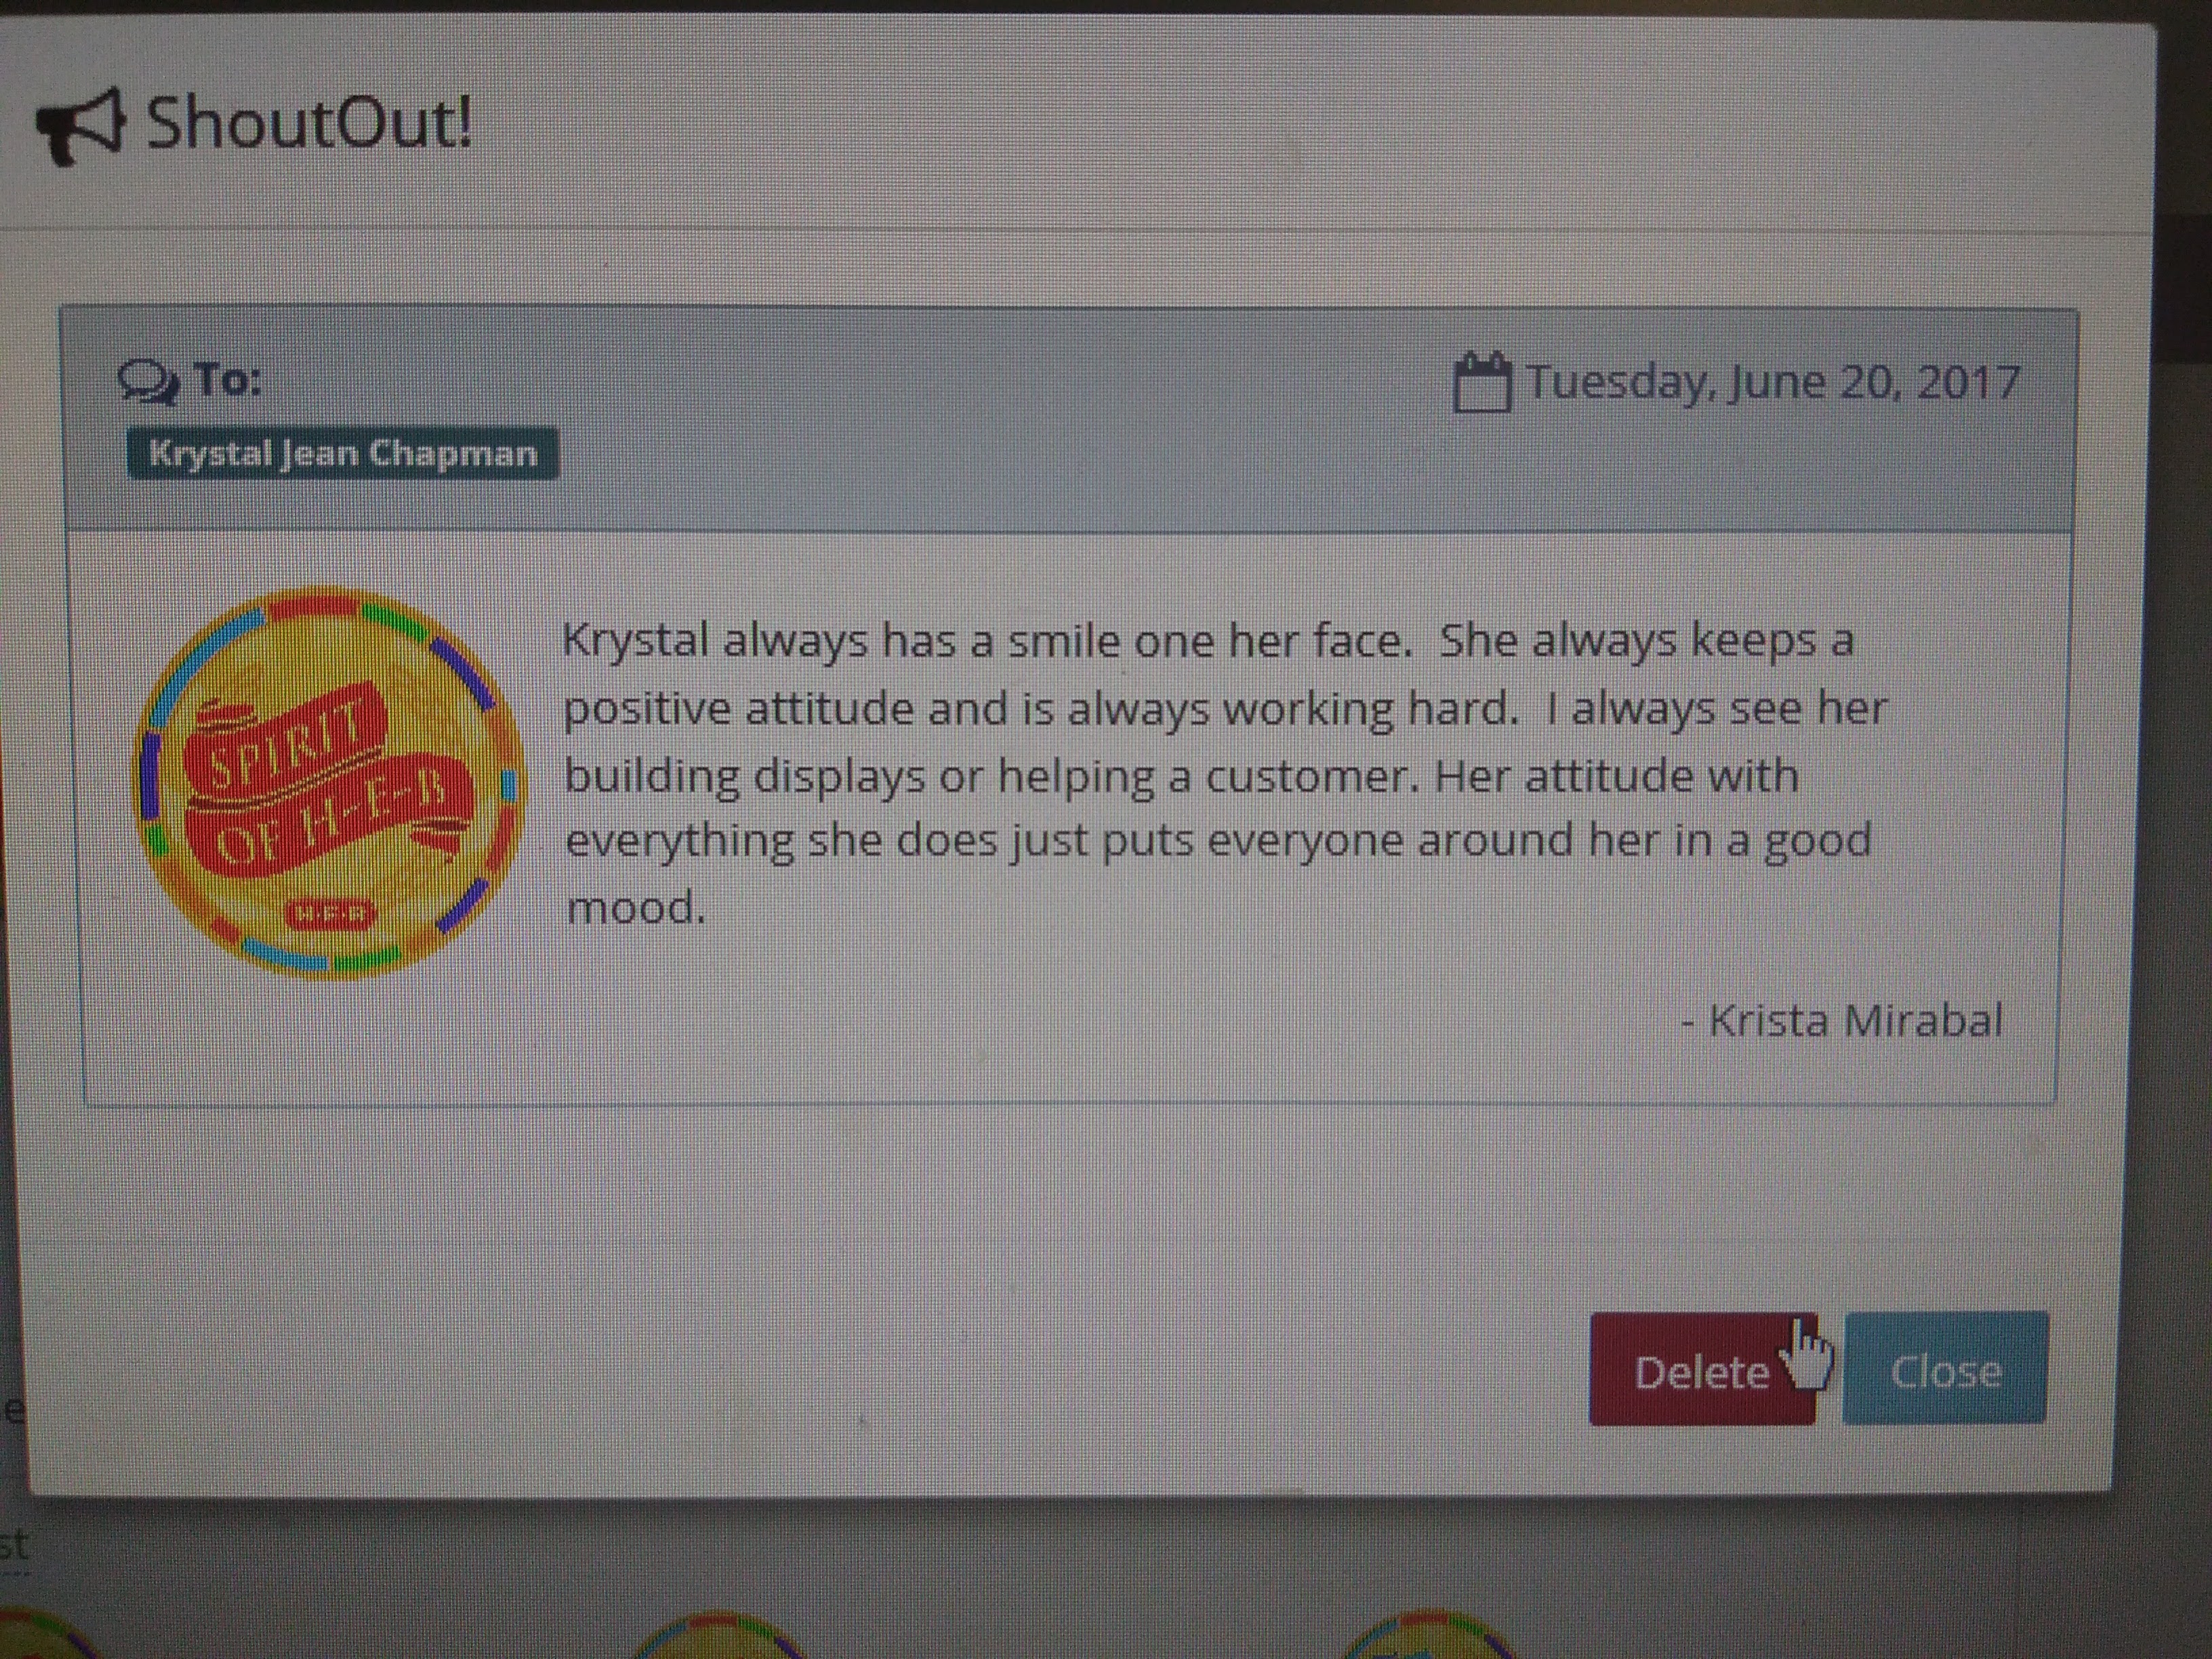 ShoutOut!
To:
Tuesday, June 20, 2017
Krystal Jean Chapman
SPIRIT
OF H-E-B
H-E-B
Krystal always has a smile one her face.  She always keeps a
positive attitude and is always working hard.  I always see her
building displays or helping a customer. Her attitude with
everything she does just puts everyone around her in a good
mood.
- Krista Mirabal
Delete
Close
e
st